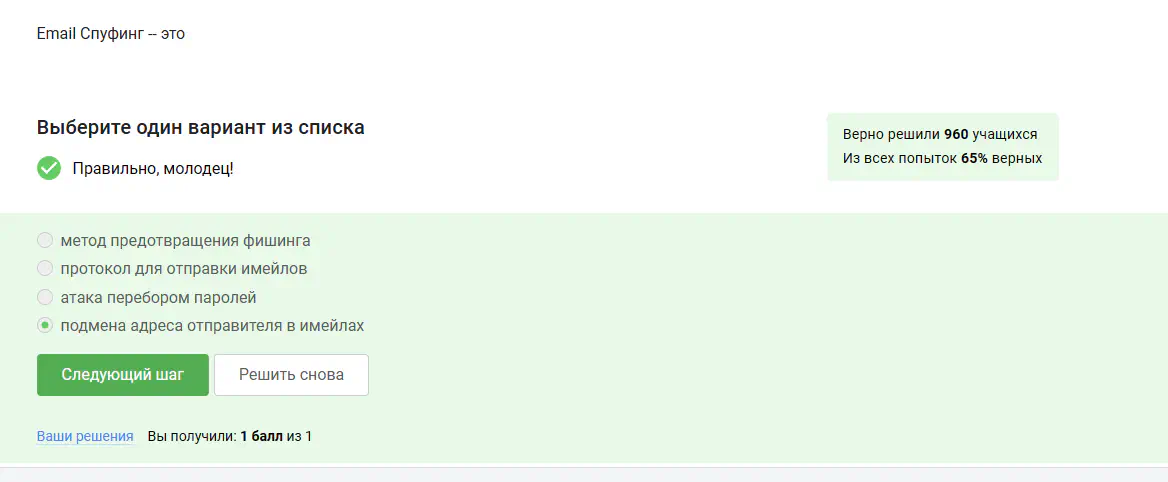 Email Спуфинг -- это
Выберите один вариант из списка
Правильно, молодец!
Верно решили 960 учащихся
Из всех попыток 65% верных
метод предотвращения фишинга
протокол для отправки имейлов
атака перебором паролей
подмена адреса отправителя в имейлах
Следующий шаг
Решить снова
Ваши решения Вы получили: 1 балл из 1